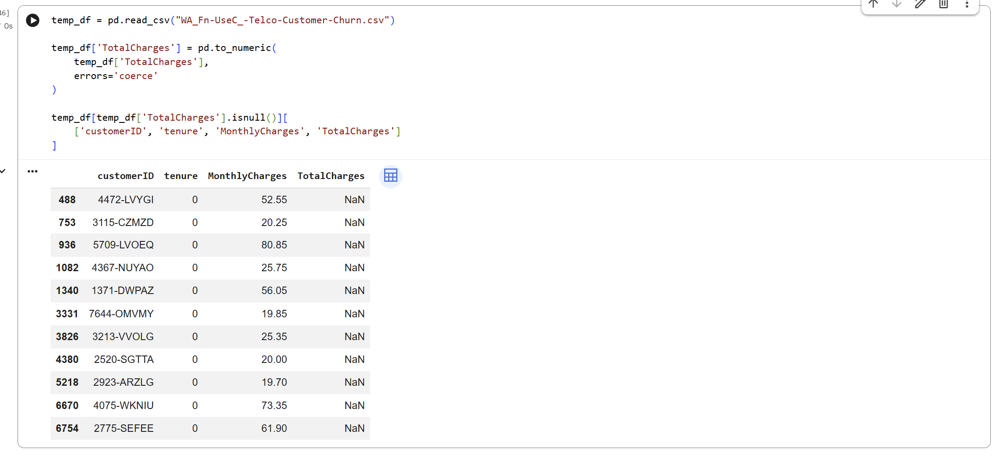 46]
0s
temp_df = pd.read_csv("WA_Fn-UseC_-Telco-Customer-Churn.csv")
temp_df['TotalCharges'] = pd.to_numeric(
    temp_df['TotalCharges'],
    errors='coerce'
)
temp_df[temp_df['TotalCharges'].isnull()][
    ['customerID', 'tenure', 'MonthlyCharges', 'TotalCharges']
]
customerID tenure MonthlyCharges TotalCharges
488 4472-LVYGI 0 52.55 NaN
753 3115-CZMZD 0 20.25 NaN
936 5709-LVOEQ 0 80.85 NaN
1082 4367-NUYAO 0 25.75 NaN
1340 1371-DWPAZ 0 56.05 NaN
3331 7644-OMVMY 0 19.85 NaN
3826 3213-VVOLG 0 25.35 NaN
4380 2520-SGTTA 0 20.00 NaN
5218 2923-ARZLG 0 19.70 NaN
6670 4075-WKNIU 0 73.35 NaN
6754 2775-SEFEE 0 61.90 NaN